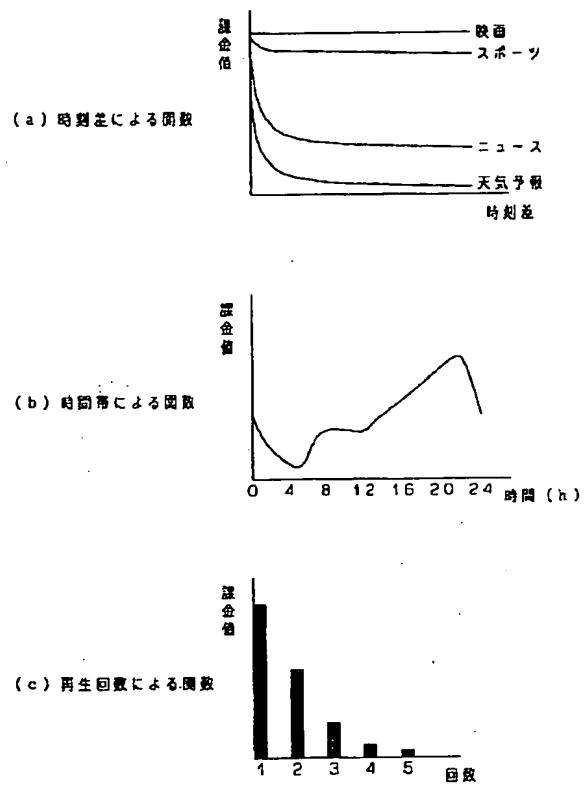 課金値
映画
スポーツ
(a) 時刻差による関数
ニュース
天気予報
時刻差
課金値
(b) 時間帯による関数
0 4 8 12 16 20 24
時間 (h)
課金値
(c) 再生回数による関数
1 2 3 4 5
回数